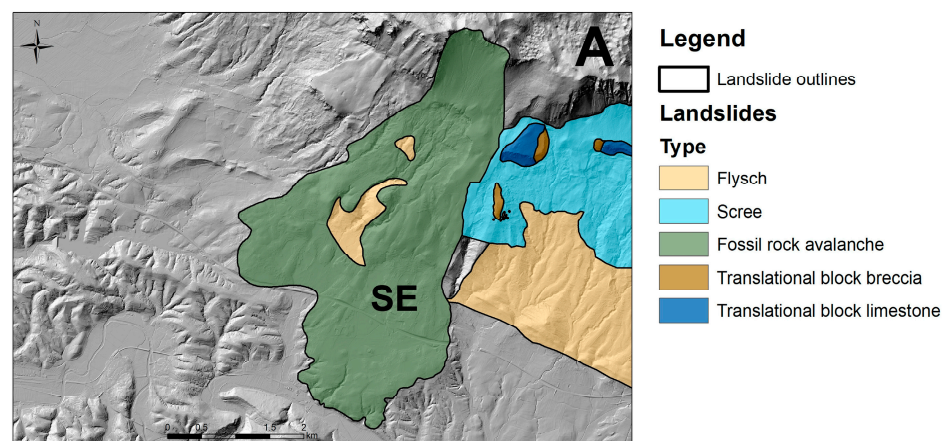 N
A
SE
0 0.5 1 2
km
Legend
Landslide outlines
Landslides
Type
Flysch
Scree
Fossil rock avalanche
Translational block breccia
Translational block limestone